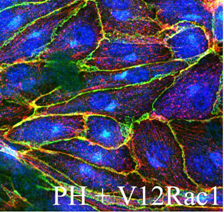 PH + V12Rac1